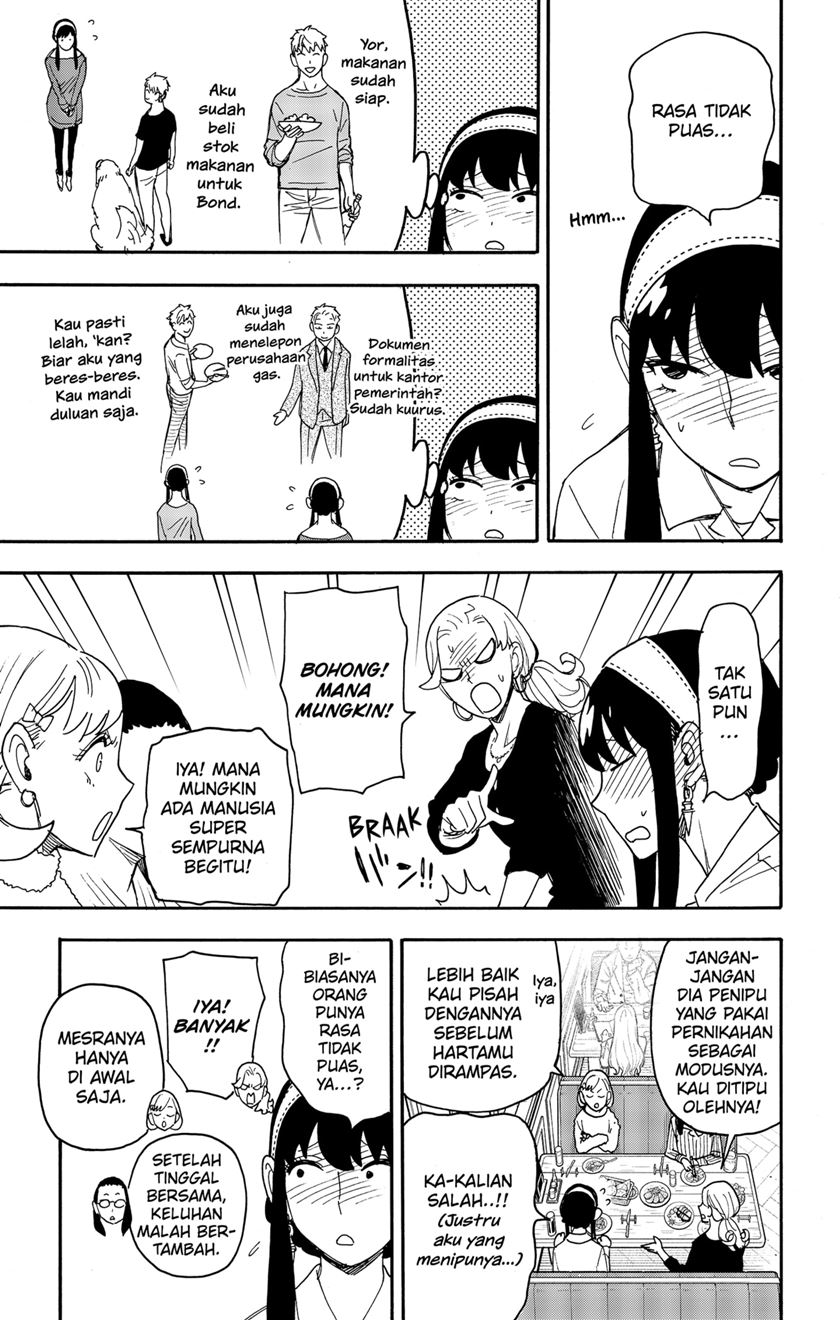 RASA TIDAK
PUAS...
Hmm...
Yor,
makanan
sudah
siap.
Aku
sudah
beli
stok
makanan
untuk
Bond.
Dokumen
formalitas
untuk kantor
pemerintah?
Sudah kuurus.
Aku juga
sudah
menelepon
perusahaan
gas.
Kau pasti
lelah, 'kan?
Biar aku yang
beres-beres.
Kau mandi
duluan saja.
TAK
SATU
PUN
...
BOHONG!
MANA
MUNGKIN!
BRAAK
バーン!!
IYA! MANA
MUNGKIN
ADA MANUSIA
SUPER
SEMPURNA
BEGITU!
JANGAN-
JANGAN
DIA PENIPU
YANG PAKAI
PERNIKAHAN
SEBAGAI
MODUSNYA.
KAU DITIPU
OLEHNYA!
Iya,
iya
LEBIH BAIK
KAU PISAH
DENGANNYA
SEBELUM
HARTAMU
DIRAMPAS.
KA-KALIAN
SALAH..!!
(Justru
aku yang
menipunya...)
BI-
BIASANYA
ORANG
PUNYA
RASA
TIDAK
PUAS,
YA...?
IYA!
BANYAK
!!
MESRANYA
HANYA
DI AWAL
SAJA.
SETELAH
TINGGAL
BERSAMA,
KELUHAN
MALAH BER-
TAMBAH.